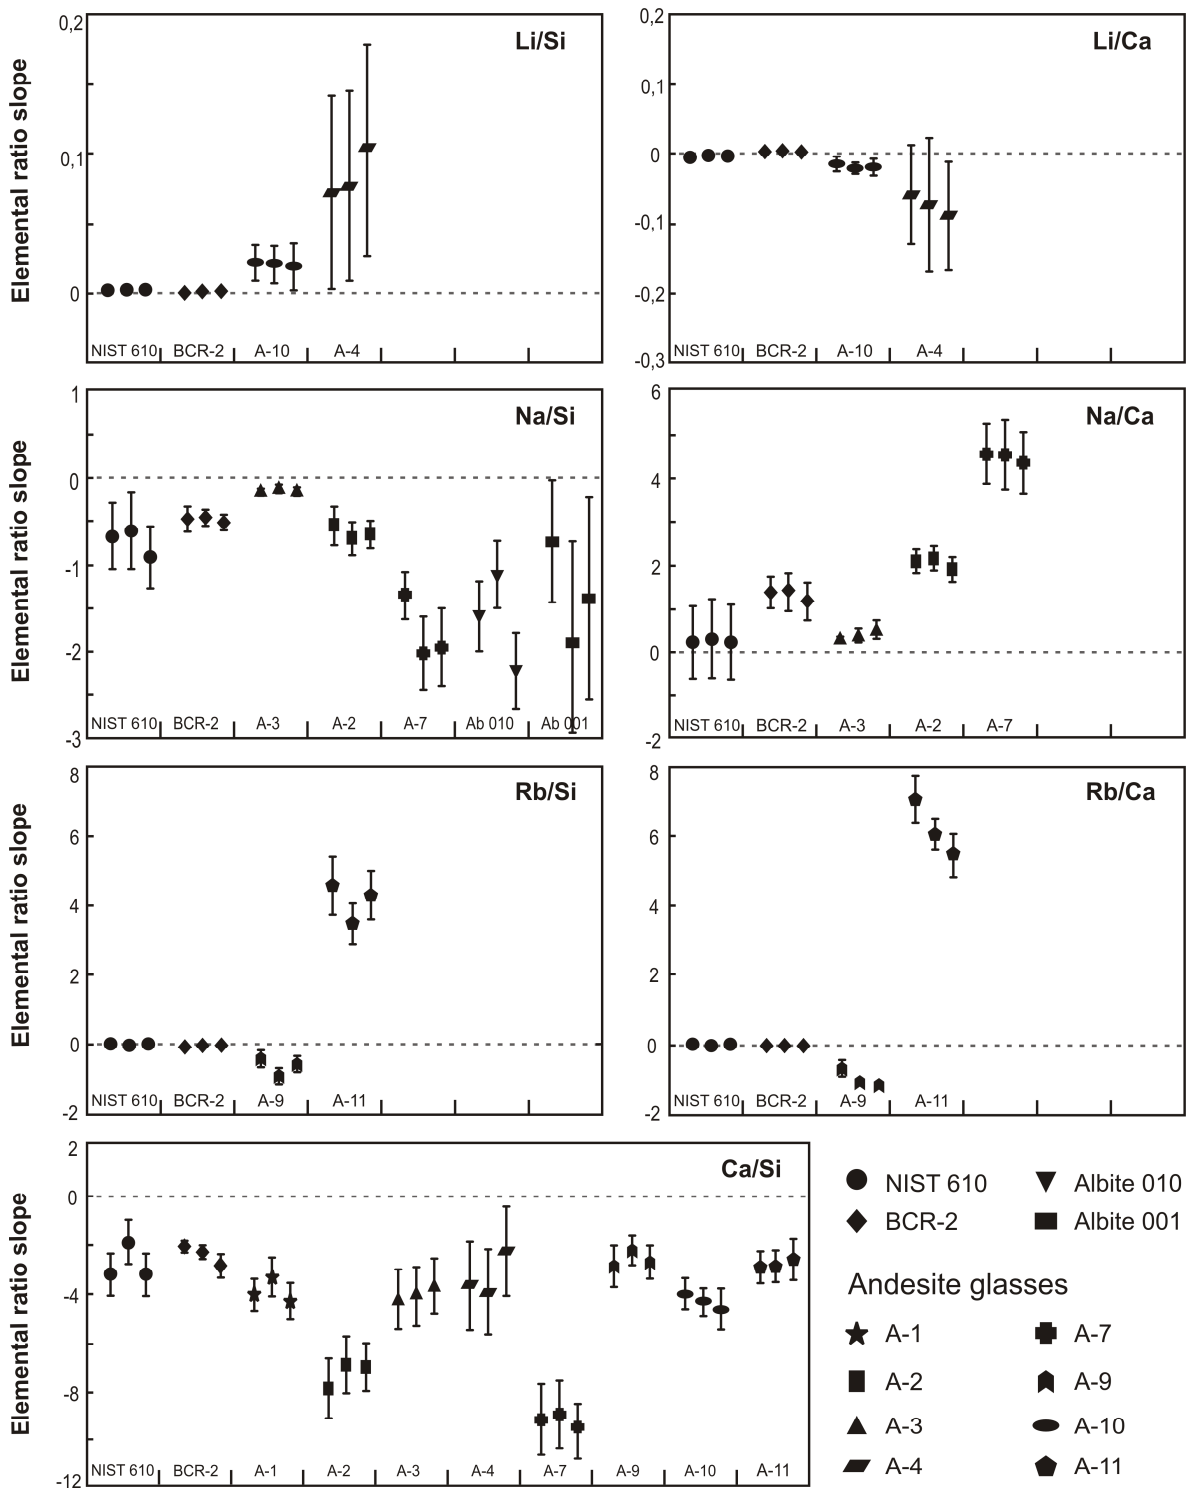 Li/Si
Elemental ratio slope
0,2
0,1
0
NIST 610 BCR-2 A-10 A-4
Li/Ca
0,2
0,1
0
-0,1
-0,2
-0,3
NIST 610 BCR-2 A-10 A-4
Na/Si
Elemental ratio slope
1
0
-1
-2
-3
NIST 610 BCR-2 A-3 A-2 A-7 Ab 010 Ab 001
Na/Ca
6
4
2
0
-2
NIST 610 BCR-2 A-3 A-2 A-7
Rb/Si
Elemental ratio slope
8
6
4
2
0
-2
NIST 610 BCR-2 A-9 A-11
Rb/Ca
8
6
4
2
0
-2
NIST 610 BCR-2 A-9 A-11
Ca/Si
Elemental ratio slope
2
0
-4
-8
-12
NIST 610 BCR-2 A-1 A-2 A-3 A-4 A-7 A-9 A-10 A-11
NIST 610 Albite 010
BCR-2 Albite 001
Andesite glasses
A-1 A-7
A-2 A-9
A-3 A-10
A-4 A-11